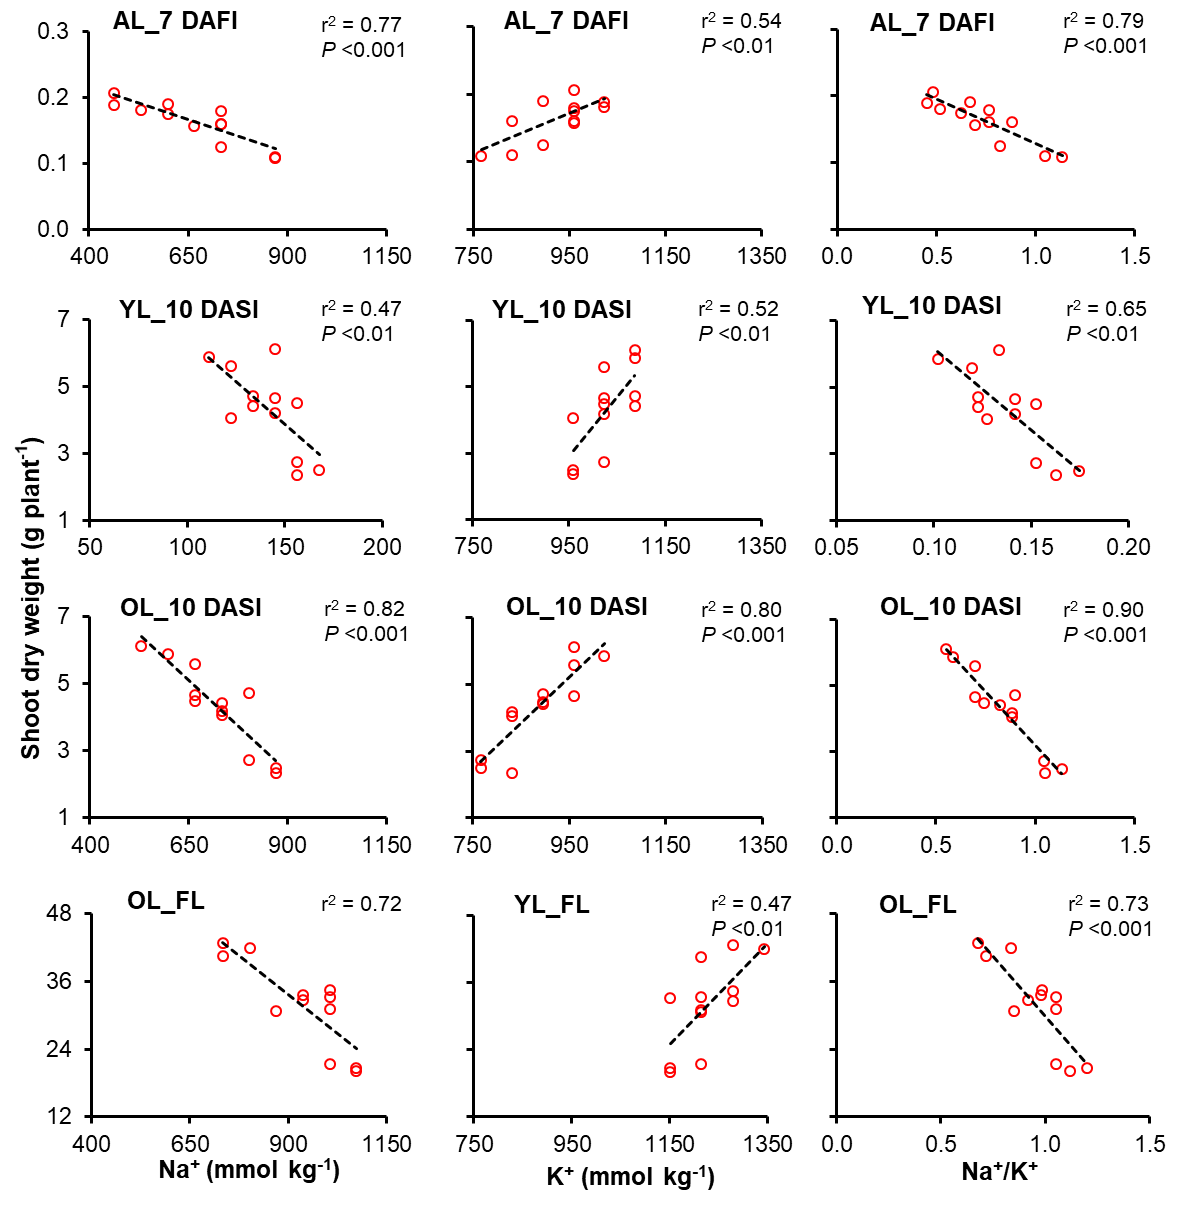 AL_7 DAFI
r² = 0.77
P <0.001
0.3
0.2
0.1
0.0
400 650 900 1150
AL_7 DAFI
r² = 0.54
P <0.01
750 950 1150 1350
AL_7 DAFI
r² = 0.79
P <0.001
0.0 0.5 1.0 1.5
YL_10 DASI
r² = 0.47
P <0.01
7
5
3
1
50 100 150 200
YL_10 DASI
r² = 0.52
P <0.01
750 950 1150 1350
YL_10 DASI
r² = 0.65
P <0.01
0.05 0.10 0.15 0.20
Shoot dry weight (g plant⁻¹)
OL_10 DASI
r² = 0.82
P <0.001
7
5
3
1
400 650 900 1150
OL_10 DASI
r² = 0.80
P <0.001
750 950 1150 1350
OL_10 DASI
r² = 0.90
P <0.001
0.0 0.5 1.0 1.5
OL_FL
r² = 0.72
48
36
24
12
400 650 900 1150
Na⁺ (mmol kg⁻¹)
YL_FL
r² = 0.47
P <0.01
750 950 1150 1350
K⁺ (mmol kg⁻¹)
OL_FL
r² = 0.73
P <0.001
0.0 0.5 1.0 1.5
Na⁺/K⁺